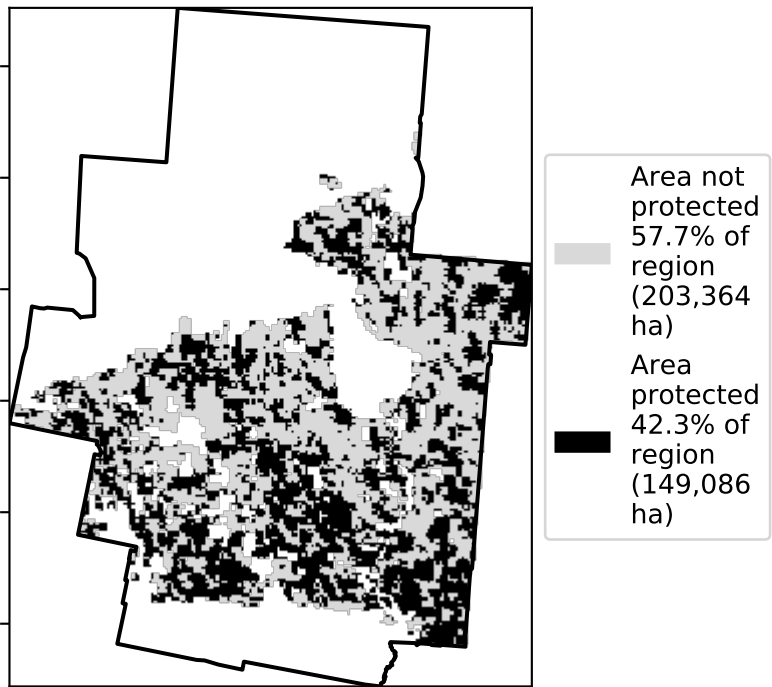 Area not
protected
57.7% of
region
(203,364
ha)
Area
protected
42.3% of
region
(149,086
ha)